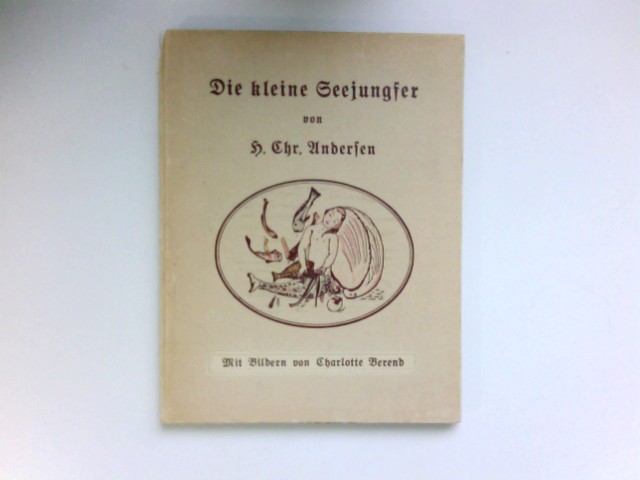 Die kleine Seejungfer
von
H. Chr. Andersen
Mit Bildern von Charlotte Berend